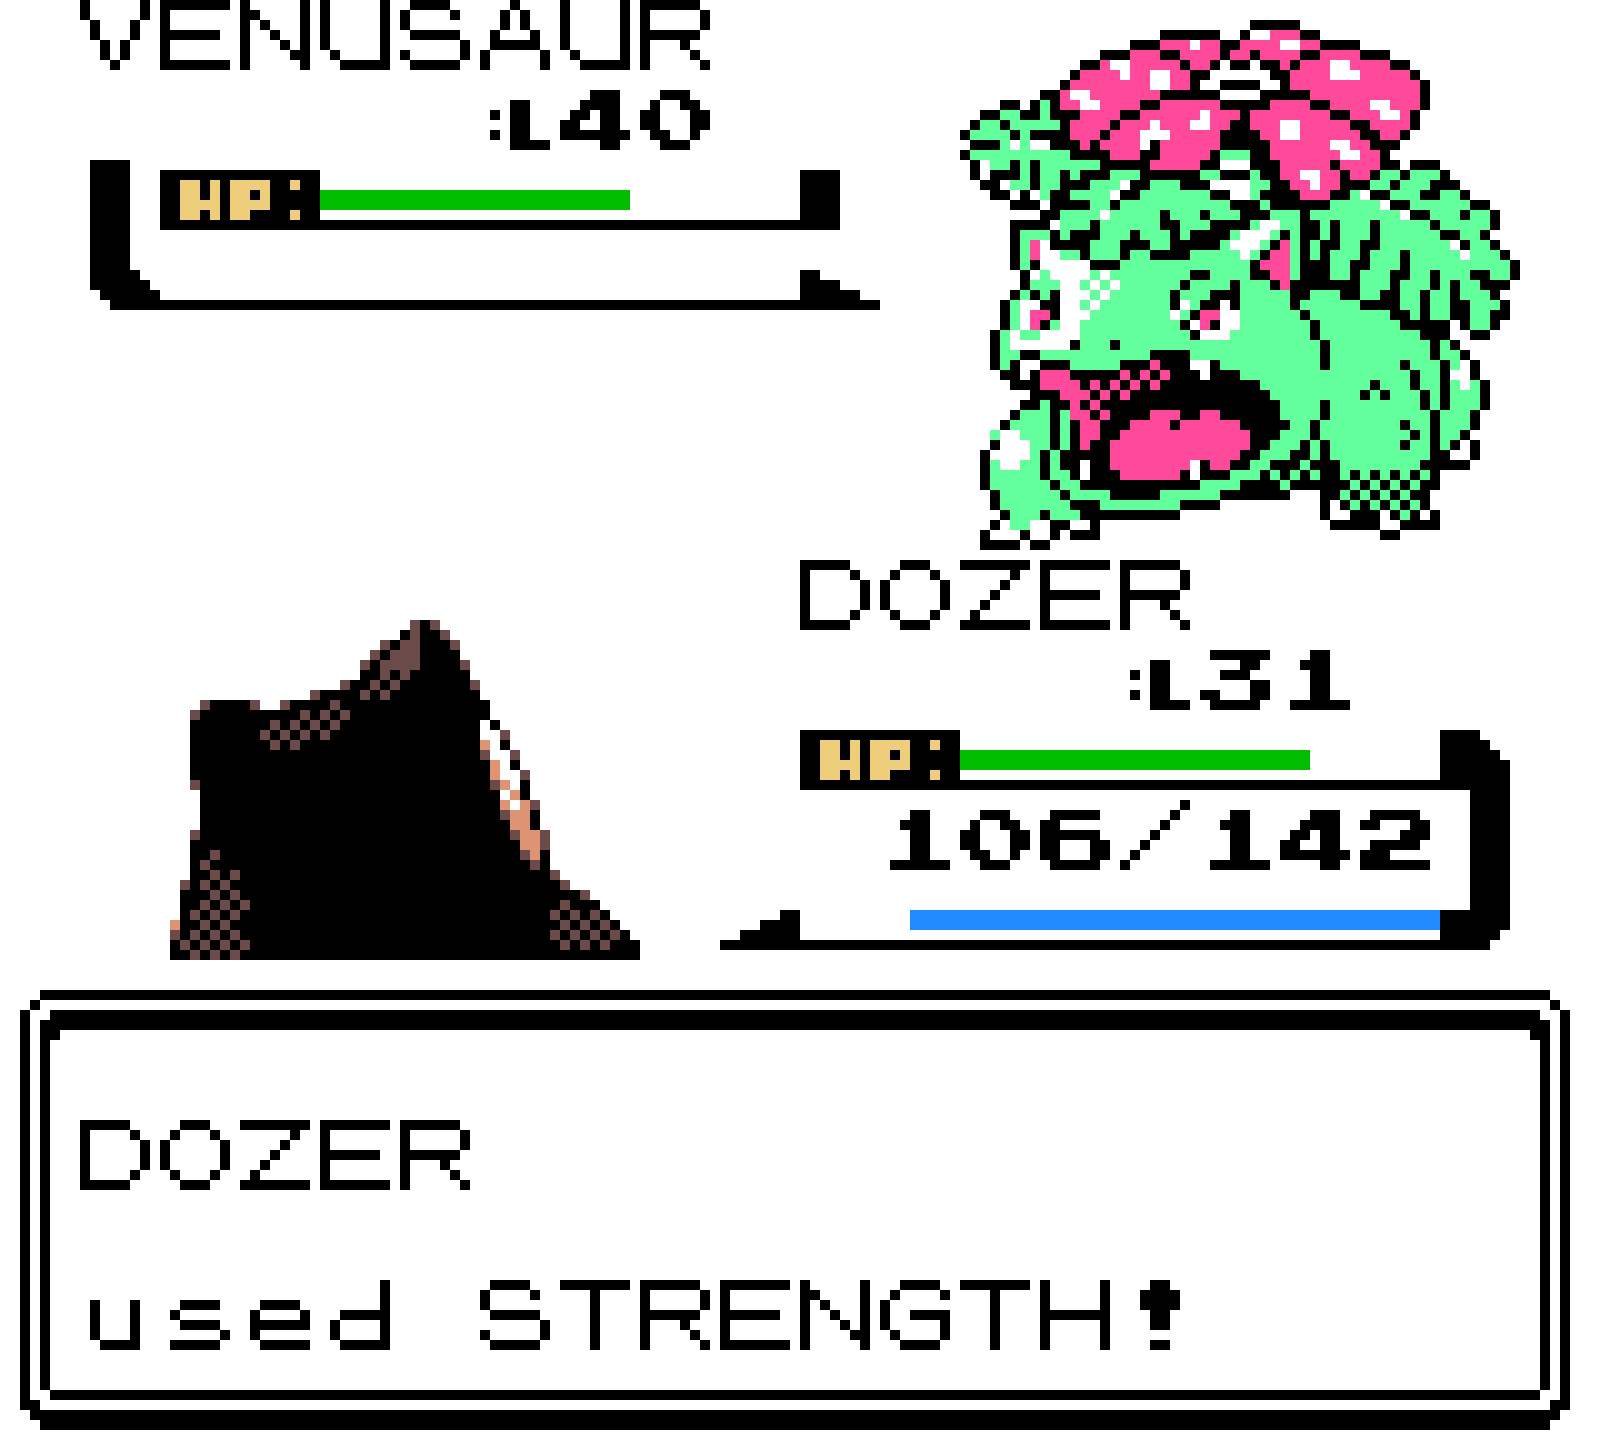 VENUSAUR
:L40
HP:
DOZER
:L31
HP:
106/142
DOZER
used STRENGTH!